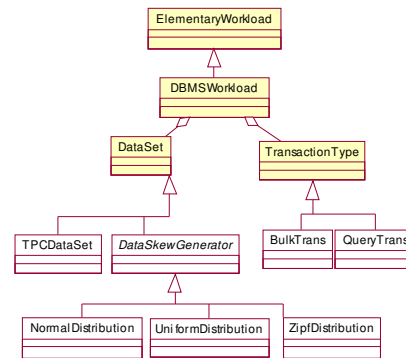 ElementaryWorkload
DBMSWorkload
DataSet
TransactionType
TPCDataSet
DataSkewGenerator
BulkTrans
QueryTrans
NormalDistribution
UniformDistribution
ZipfDistribution